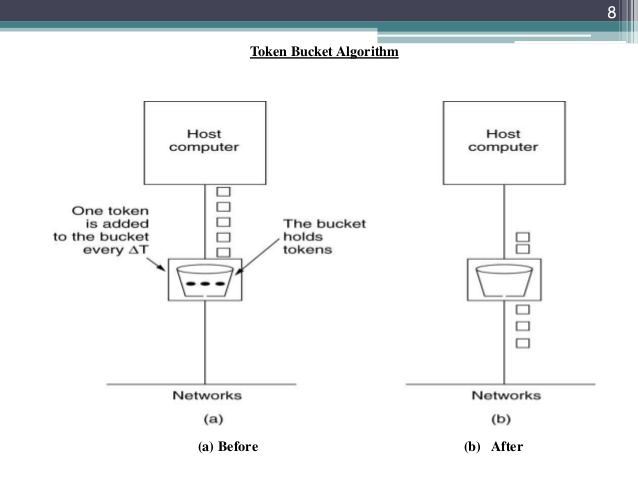 8
Token Bucket Algorithm
Host
computer
One token
is added
to the bucket
every ΔT
The bucket
holds
tokens
Networks
(a)
(a) Before
Host
computer
Networks
(b)
(b) After